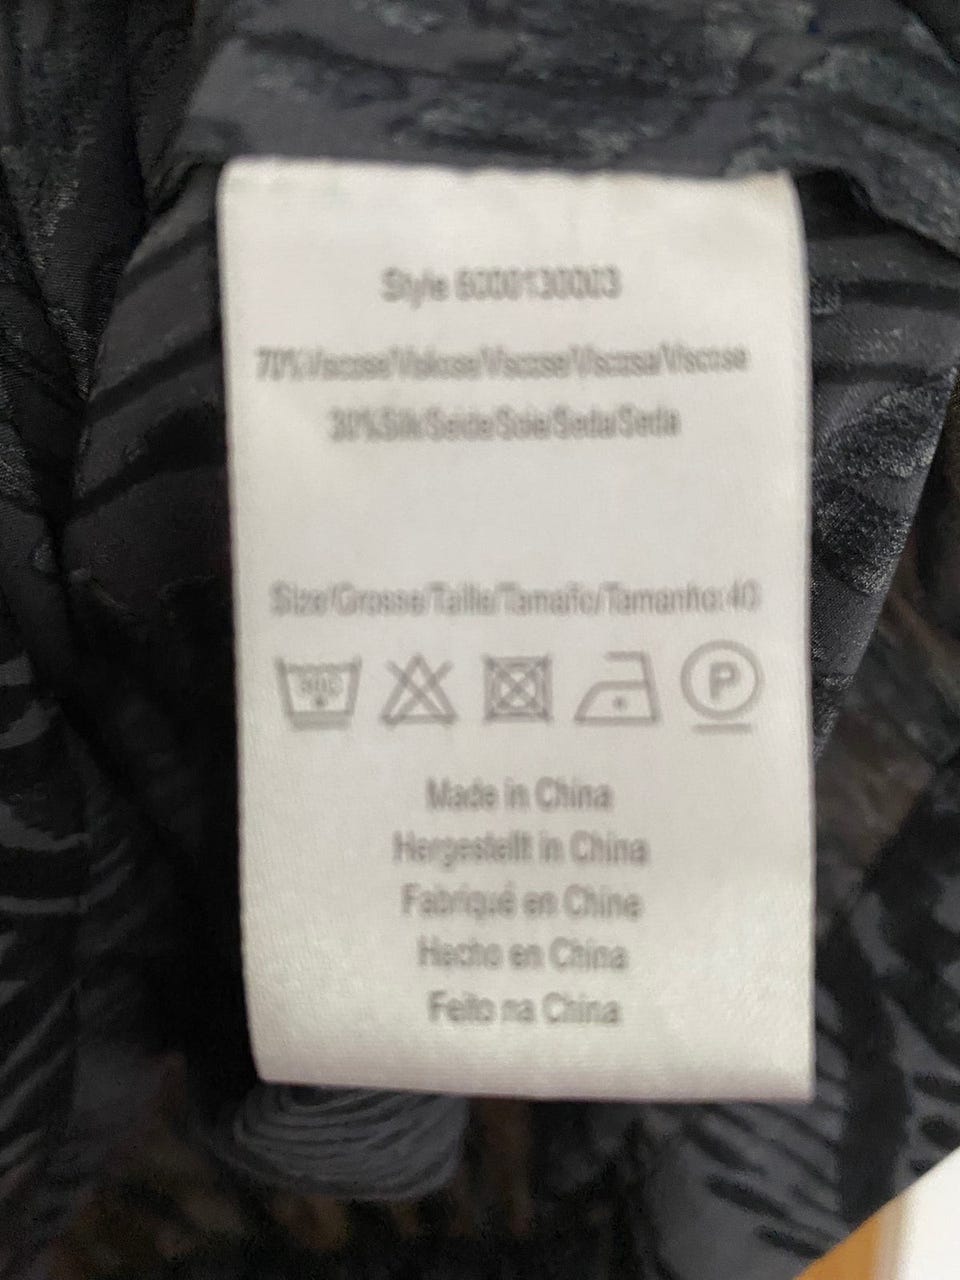 Style 6000130003
70%Viscose/Viskose/Viscose/Viscosa/Viscose
30%Silk/Seide/Soie/Seda/Seda
Size/Grosse/Taille/Tamaño/Tamanho:40
P
Made in China
Hergestellt in China
Fabriqué en Chine
Hecho en China
Feito na China